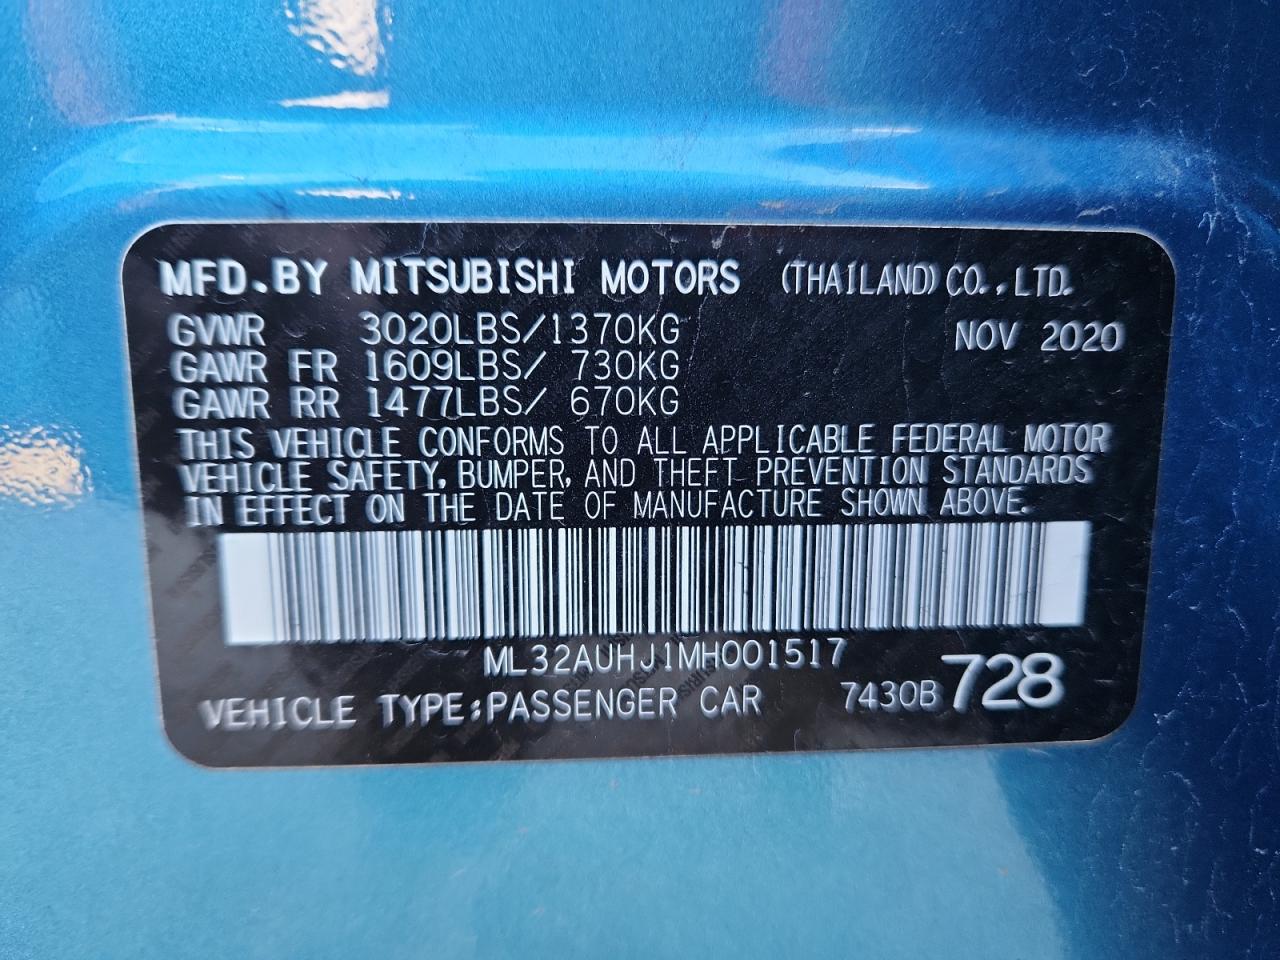 MFD.BY MITSUBISHI MOTORS (THAILAND) CO.,LTD.
GVWR 3020LBS/1370KG NOV 2020
GAWR FR 1609LBS/ 730KG
GAWR RR 1477LBS/ 670KG
THIS VEHICLE CONFORMS TO ALL APPLICABLE FEDERAL MOTOR
VEHICLE SAFETY, BUMPER, AND THEFT PREVENTION STANDARDS
IN EFFECT ON THE DATE OF MANUFACTURE SHOWN ABOVE.
ML32AUHJ1MH001517
VEHICLE TYPE:PASSENGER CAR 7430B 728